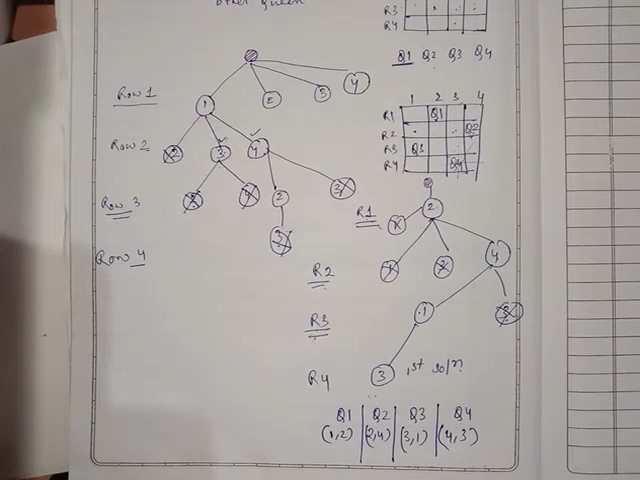 other Queen
R3
R4
Q1 Q2 Q3 Q4
Row 1
1 2 3 4
Row 2
2 3 4
Row 3
2 4 2 3
3
Row 4
1 2 3 4
R1 Q1
R2 Q2
R3 Q3
R4 Q4
R1 2
R2 1 3 4
R3 1 3
R4 3 1st sol?
Q1 Q2 Q3 Q4
(1,2) (2,4) (3,1) (4,3)